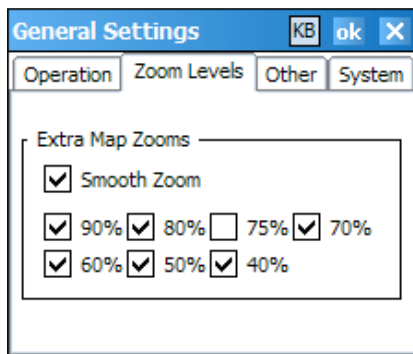 General Settings KB ok
Operation Zoom Levels Other System
Extra Map Zooms
Smooth Zoom
90% 80% 75% 70%
60% 50% 40%